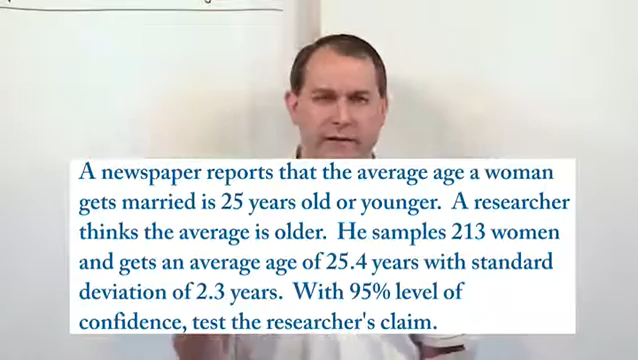 A newspaper reports that the average age a woman
gets married is 25 years old or younger. A researcher
thinks the average is older. He samples 213 women
and gets an average age of 25.4 years with standard
deviation of 2.3 years. With 95% level of
confidence, test the researcher's claim.